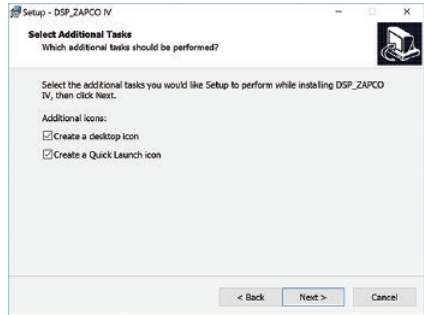 Setup - DSP_ZAPCO IV
Select Additional Tasks
Which additional tasks should be performed?
Select the additional tasks you would like Setup to perform while installing DSP_ZAPCO
IV, then click Next.
Additional icons:
Create a desktop icon
Create a Quick Launch icon
< Back
Next >
Cancel